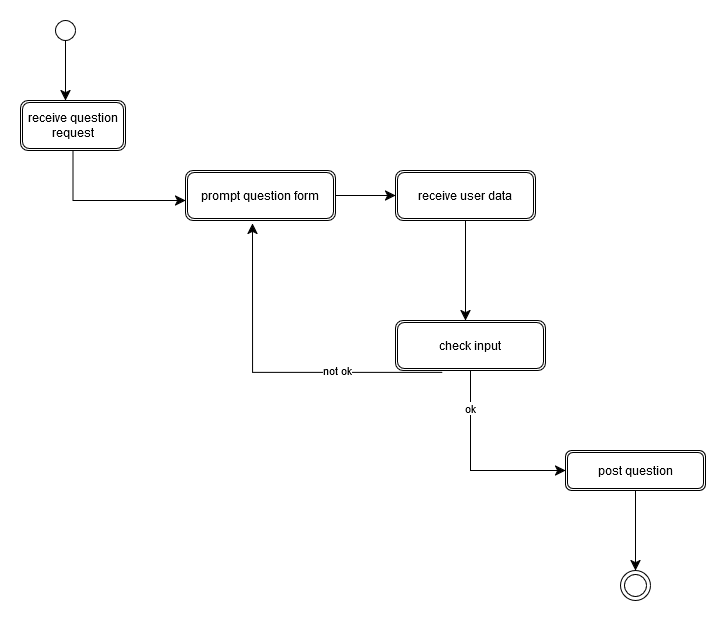 receive question
request
prompt question form
receive user data
check input
not ok
ok
post question